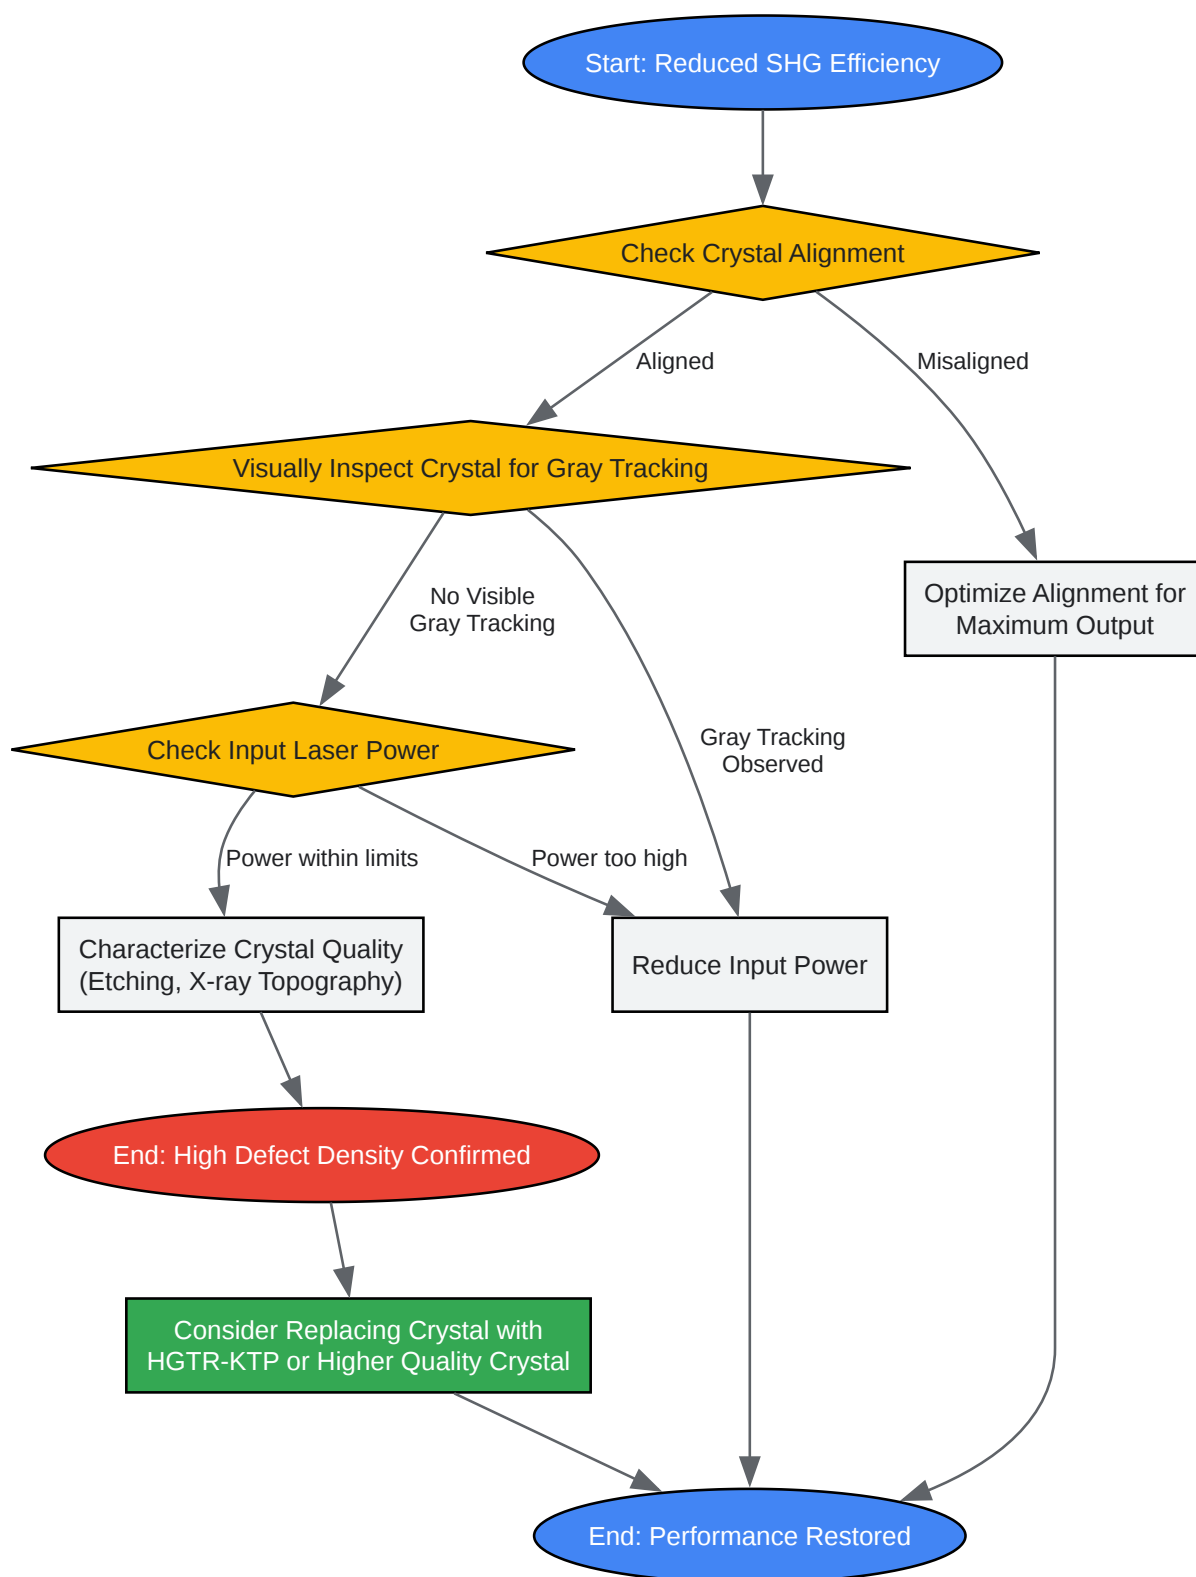 Start: Reduced SHG Efficiency
Check Crystal Alignment
Aligned
Misaligned
Visually Inspect Crystal for Gray Tracking
No Visible
Gray Tracking
Optimize Alignment for
Maximum Output
Check Input Laser Power
Gray Tracking
Observed
Power within limits
Power too high
Characterize Crystal Quality
(Etching, X-ray Topography)
Reduce Input Power
End: High Defect Density Confirmed
Consider Replacing Crystal with
HGTR-KTP or Higher Quality Crystal
End: Performance Restored